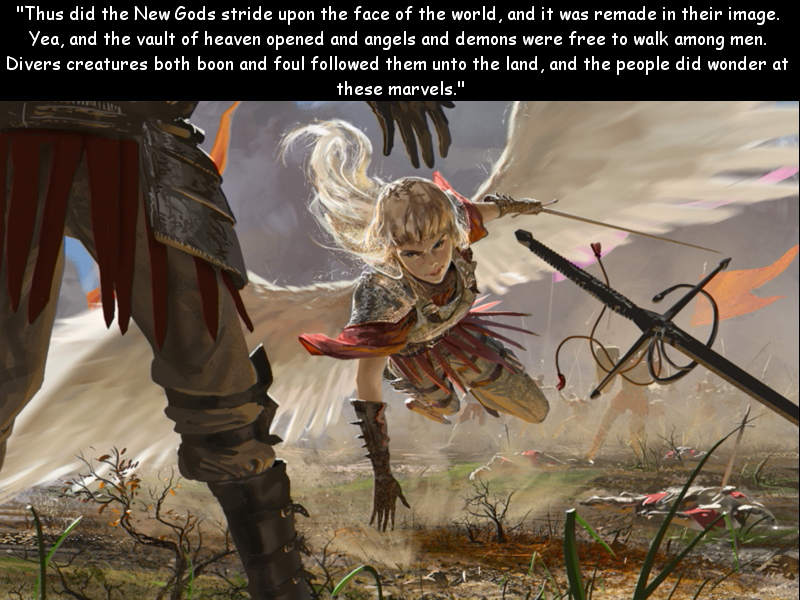 "Thus did the New Gods stride upon the face of the world, and it was remade in their image.
Yea, and the vault of heaven opened and angels and demons were free to walk among men.
Divers creatures both boon and foul followed them unto the land, and the people did wonder at
these marvels."